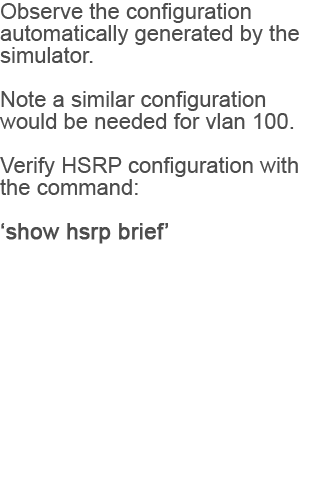 Observe the configuration
automatically generated by the
simulator.
Note a similar configuration
would be needed for vlan 100.
Verify HSRP configuration with
the command:
‘show hsrp brief’